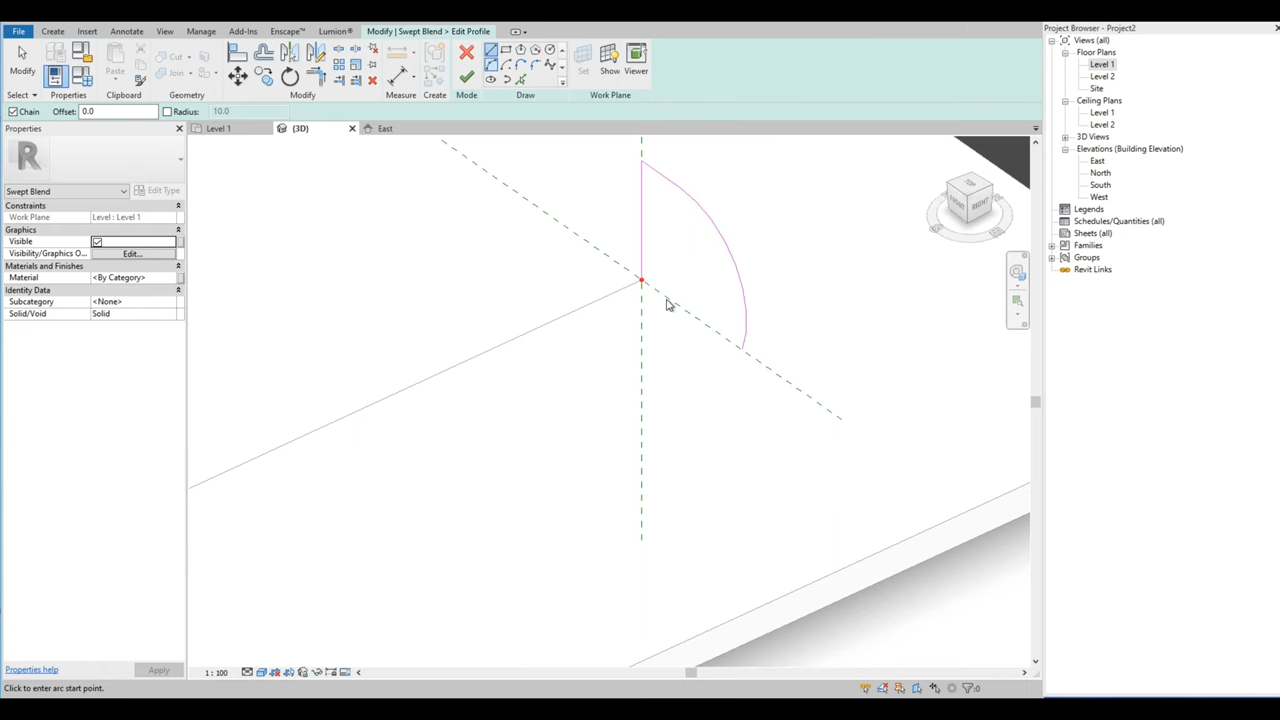 File Create Insert Annotate View Manage Add-Ins Enscape™ Lumion® Modify | Swept Blend > Edit Profile
Modify
Paste
Cut
Join
Set Show Viewer
Select Properties Clipboard Geometry Modify Measure Create Mode Draw Work Plane
Chain Offset: 0.0 Radius: 10.0
Properties
Level 1 (3D) East
R
Swept Blend Edit Type
Constraints
Work Plane Level : Level 1
Graphics
Visible
Visibility/Graphics O... Edit...
Materials and Finishes
Material <By Category>
Identity Data
Subcategory <None>
Solid/Void Solid
Properties help Apply
TOP
FRONT RIGHT
1 : 100
Click to enter arc start point.
:0
Project Browser - Project2
Views (all)
Floor Plans
Level 1
Level 2
Site
Ceiling Plans
Level 1
Level 2
3D Views
Elevations (Building Elevation)
East
North
South
West
Legends
Schedules/Quantities (all)
Sheets (all)
Families
Groups
Revit Links